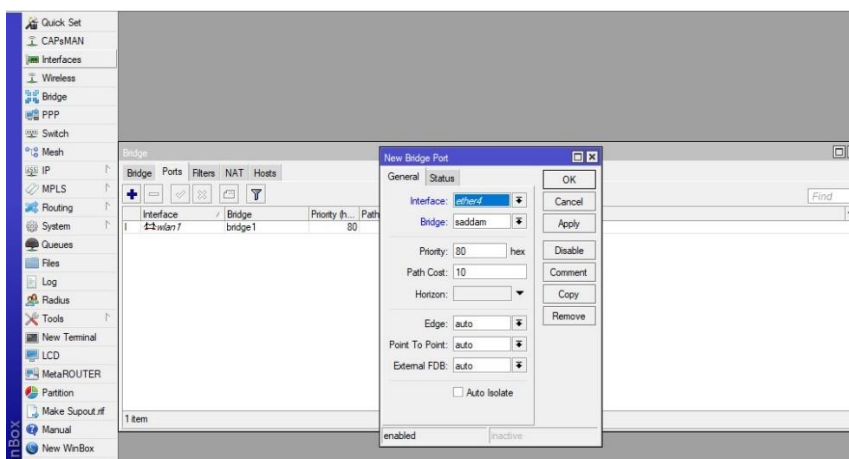 Quick Set
CAPsMAN
Interfaces
Wireless
Bridge
PPP
Switch
Mesh
IP
MPLS
Routing
System
Queues
Files
Log
Radius
Tools
New Terminal
LCD
MetaROUTER
Partition
Make Supout.rif
Manual
New WinBox
nBox
Bridge
Bridge Ports Filters NAT Hosts
Find
Interface / Bridge Priority (h... Path
I wlan1 bridge1 80
1 item
New Bridge Port
General Status
Interface: ether4
Bridge: saddam
Priority: 80 hex
Path Cost: 10
Horizon:
Edge: auto
Point To Point: auto
External FDB: auto
Auto Isolate
enabled inactive
OK
Cancel
Apply
Disable
Comment
Copy
Remove